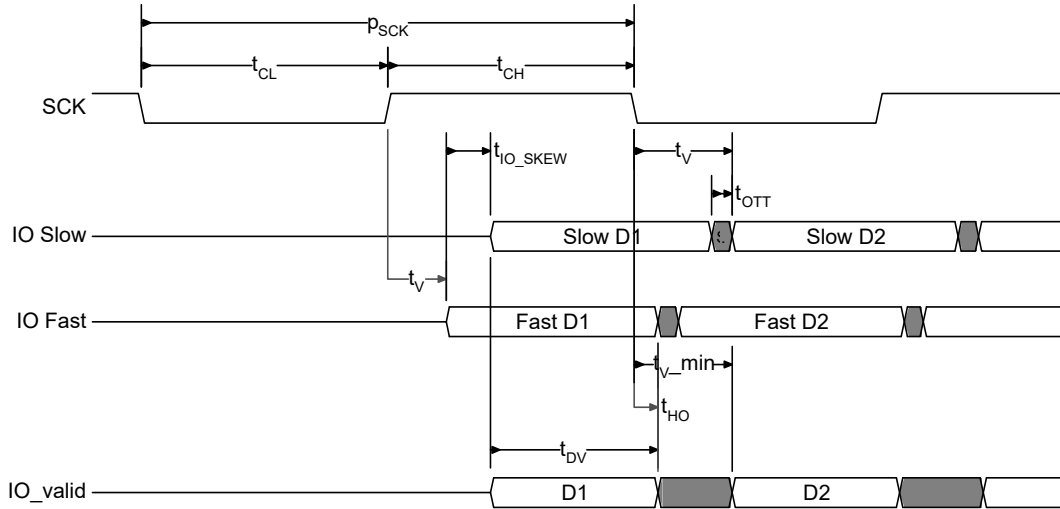 pSCK
tCL
tCH
SCK
tIO_SKEW
tV
tOTT
IO Slow
Slow D1
Slow D2
tV
IO Fast
Fast D1
Fast D2
tV_min
tHO
tDV
IO_valid
D1
D2